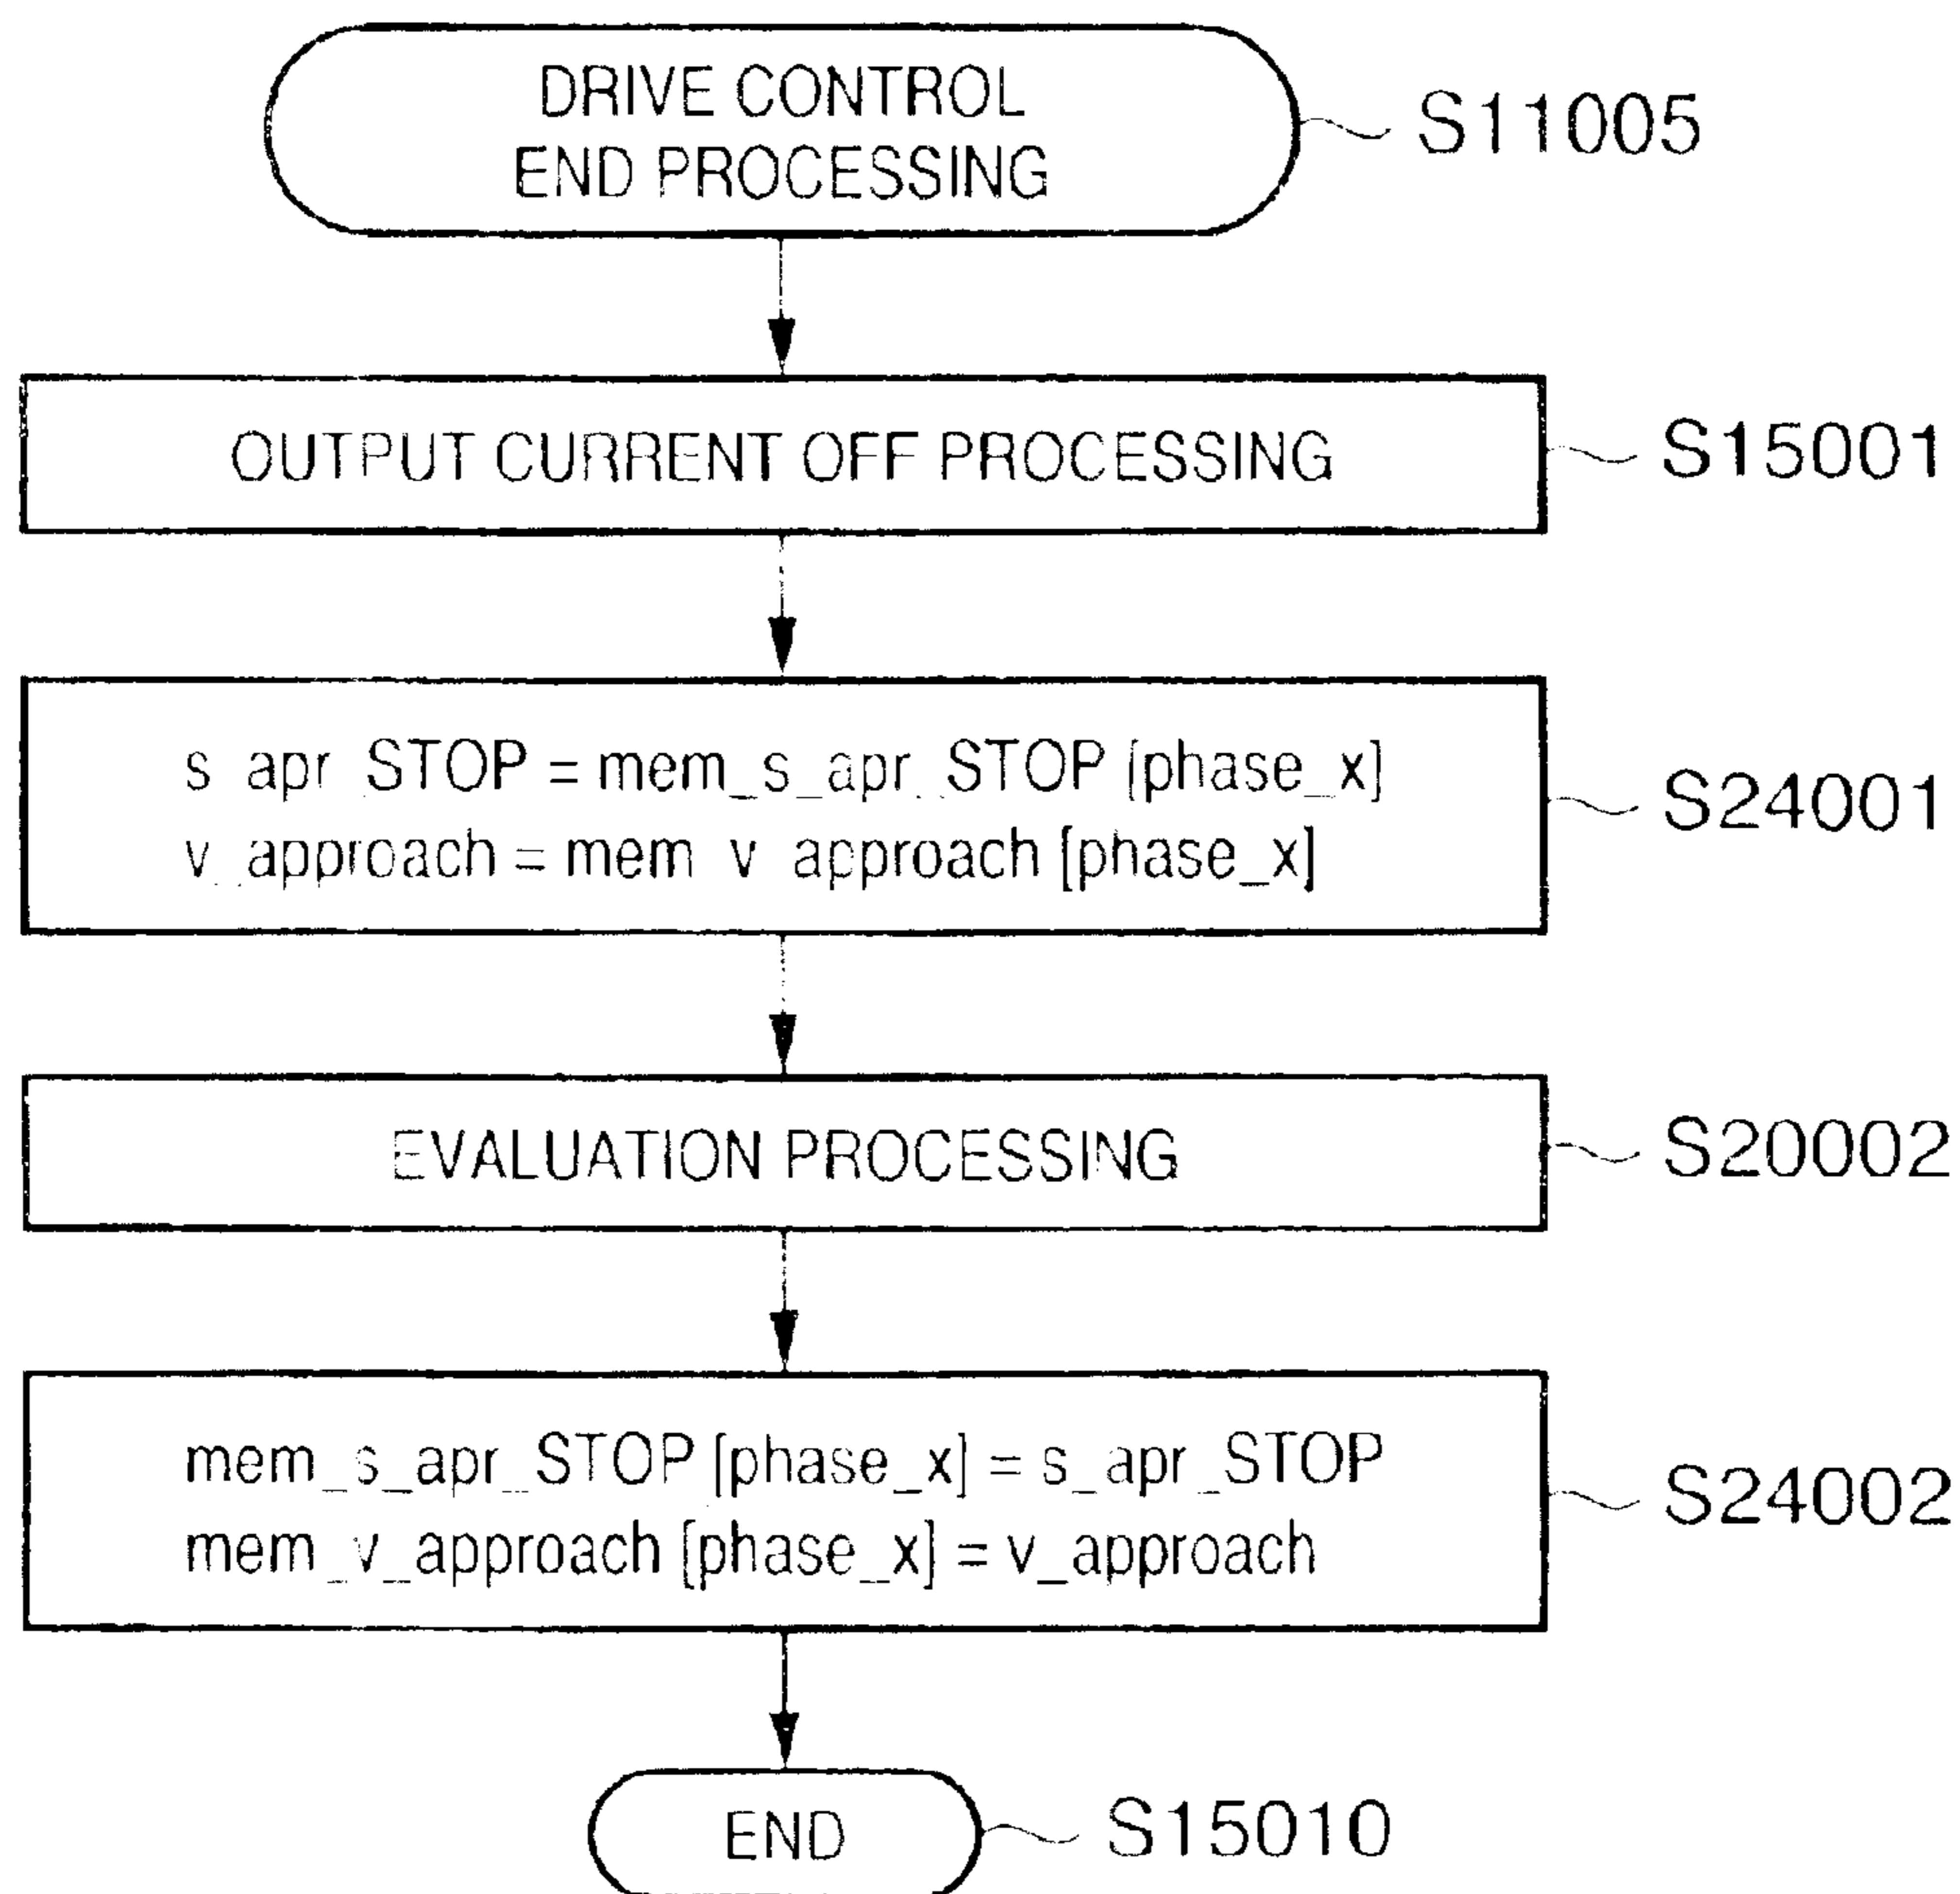 DRIVE CONTROL
END PROCESSING
S11005
OUTPUT CURRENT OFF PROCESSING
S15001
s_apr_STOP = mem_s_apr_STOP [phase_x]
v_approach = mem_v_approach [phase_x]
S24001
EVALUATION PROCESSING
S20002
mem_s_apr_STOP [phase_x] = s_apr_STOP
mem_v_approach [phase_x] = v_approach
S24002
END
S15010